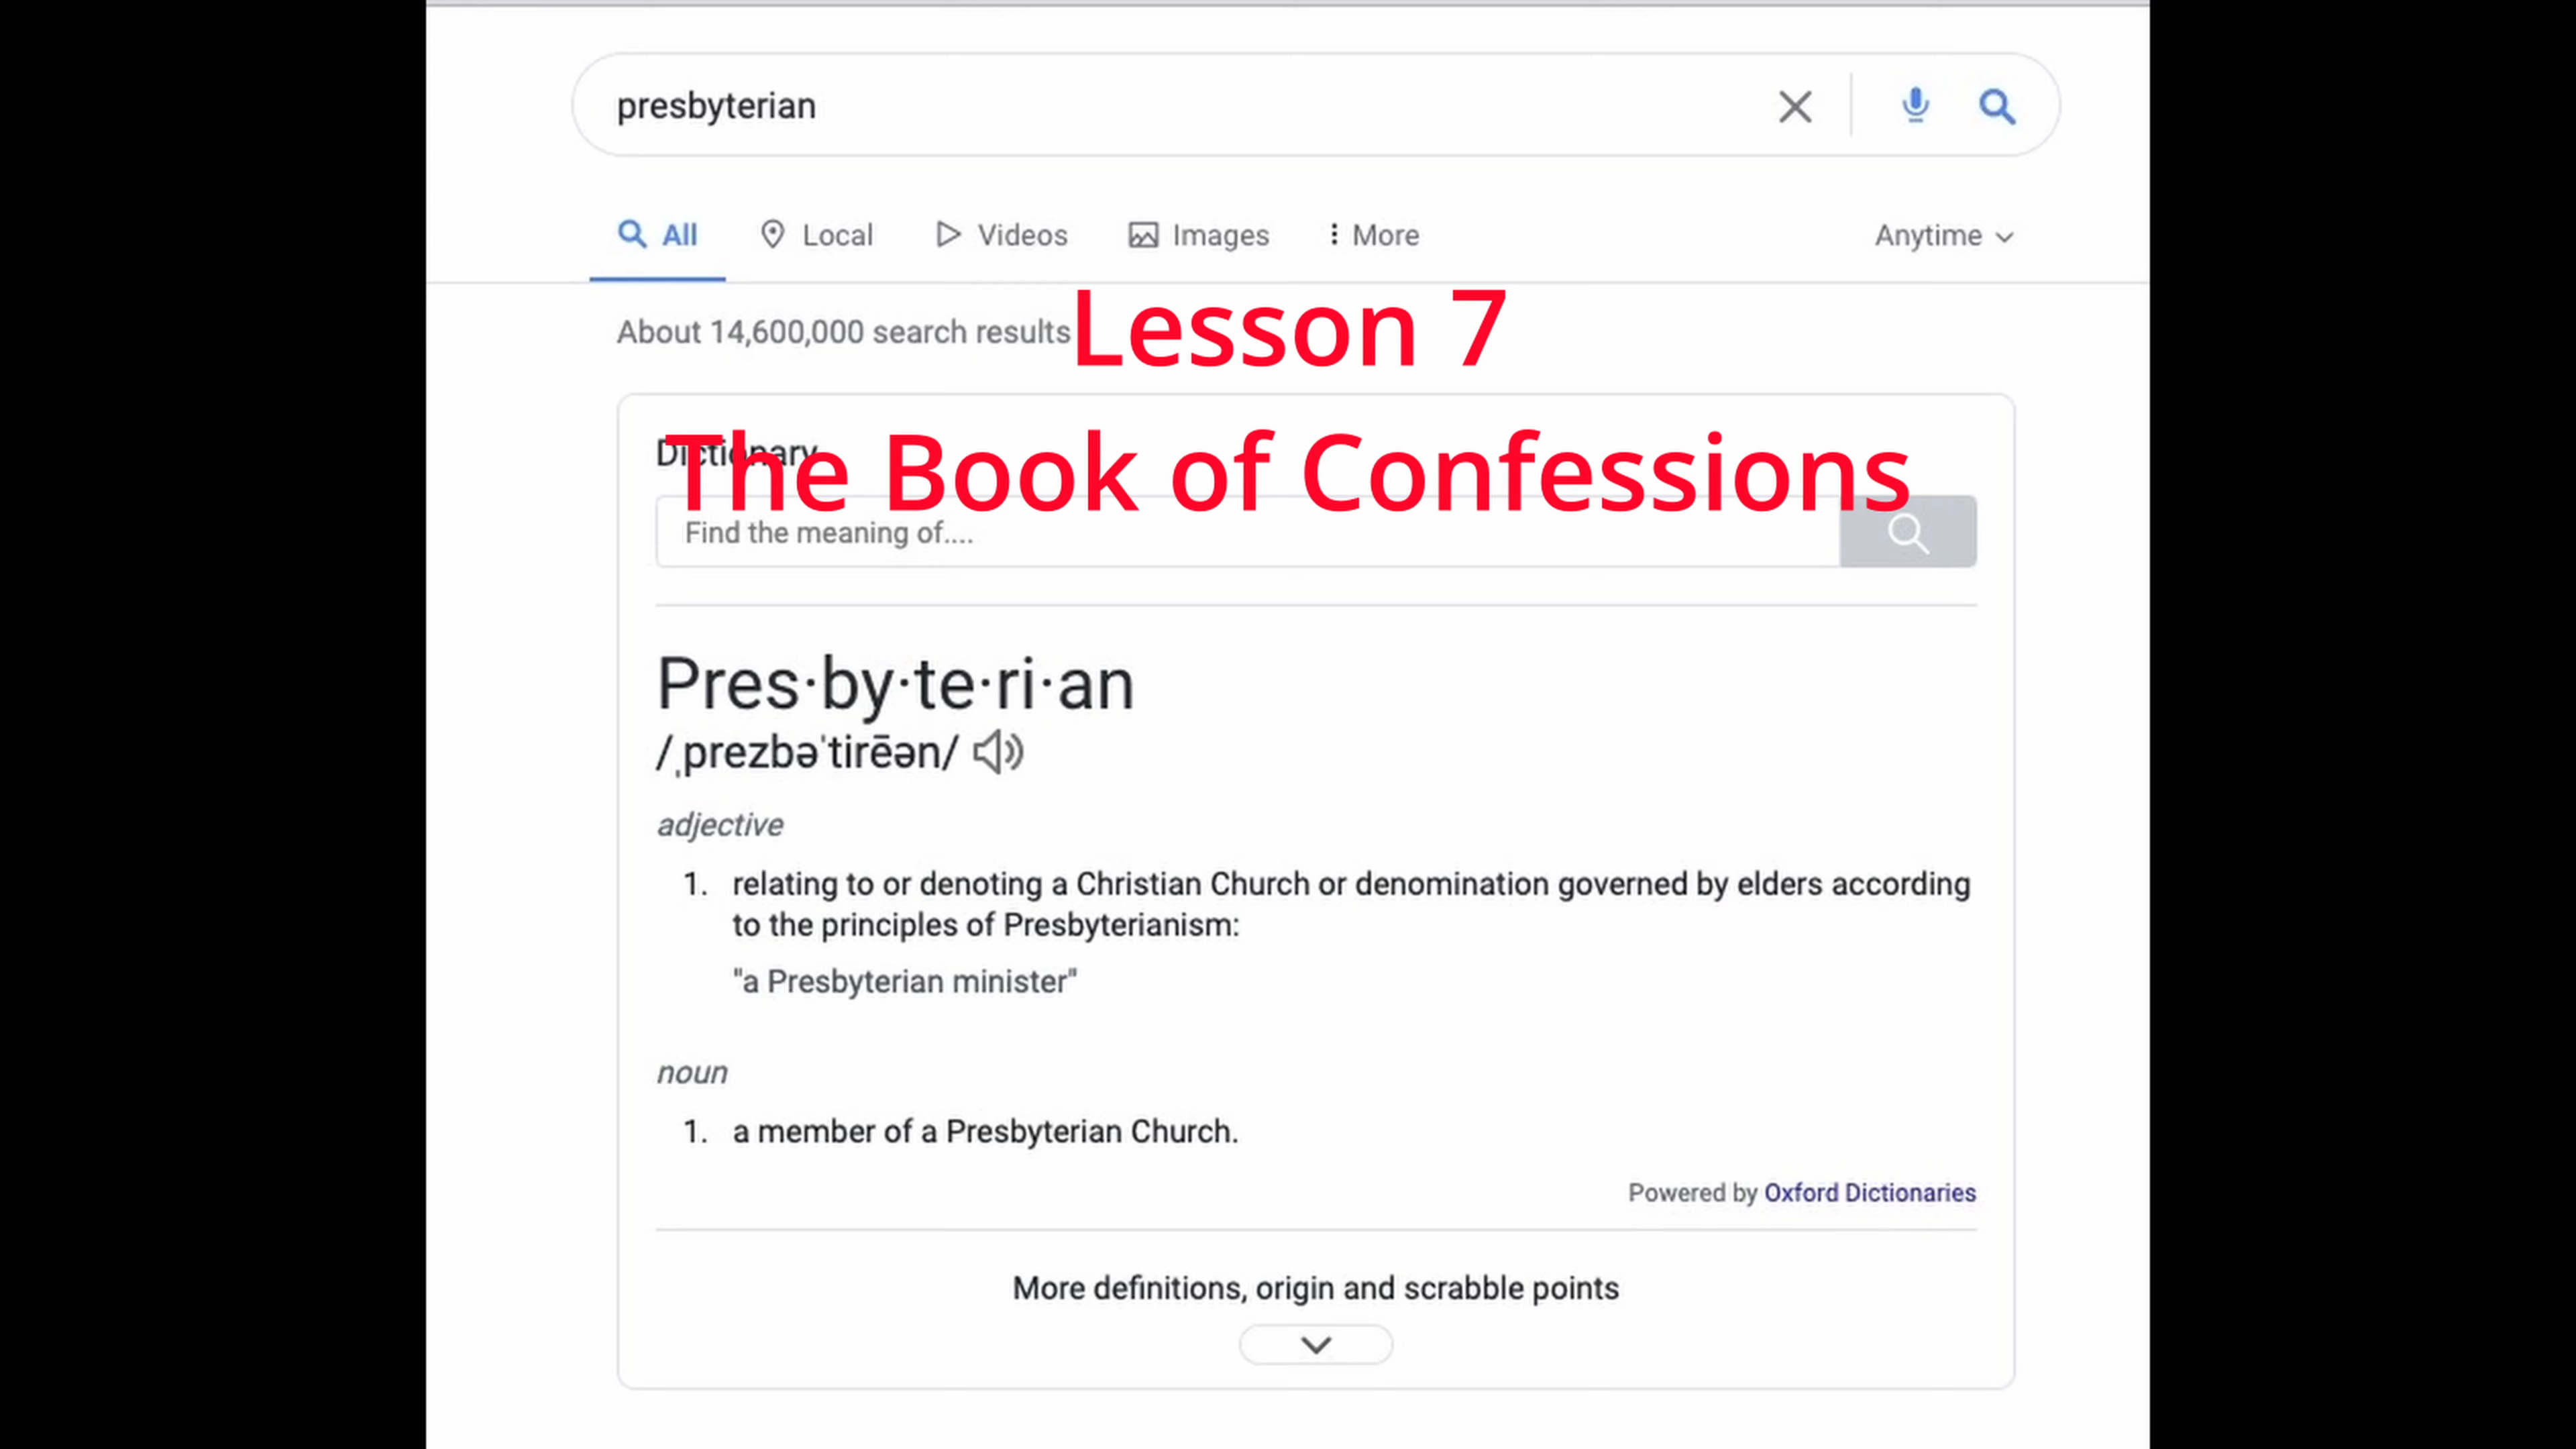 presbyterian
All Local Videos Images More Anytime
About 14,600,000 search results
Lesson 7
Dictionary
The Book of Confessions
Find the meaning of....
Pres·by·te·ri·an
/ˌprezbəˈtirēən/
adjective
1. relating to or denoting a Christian Church or denomination governed by elders according
to the principles of Presbyterianism:
"a Presbyterian minister"
noun
1. a member of a Presbyterian Church.
Powered by Oxford Dictionaries
More definitions, origin and scrabble points